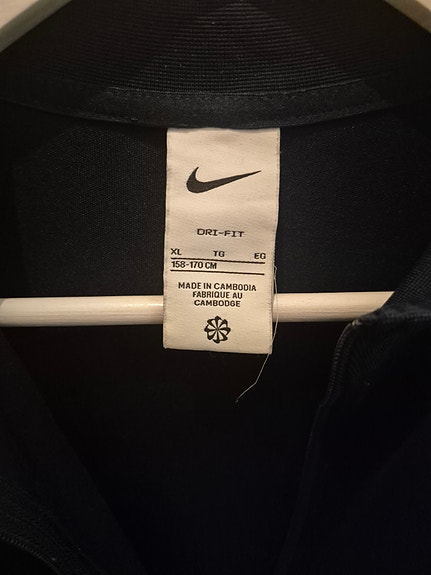 DRI-FIT
XL TG EG
158-170 CM
MADE IN CAMBODIA
FABRIQUE AU
CAMBODGE